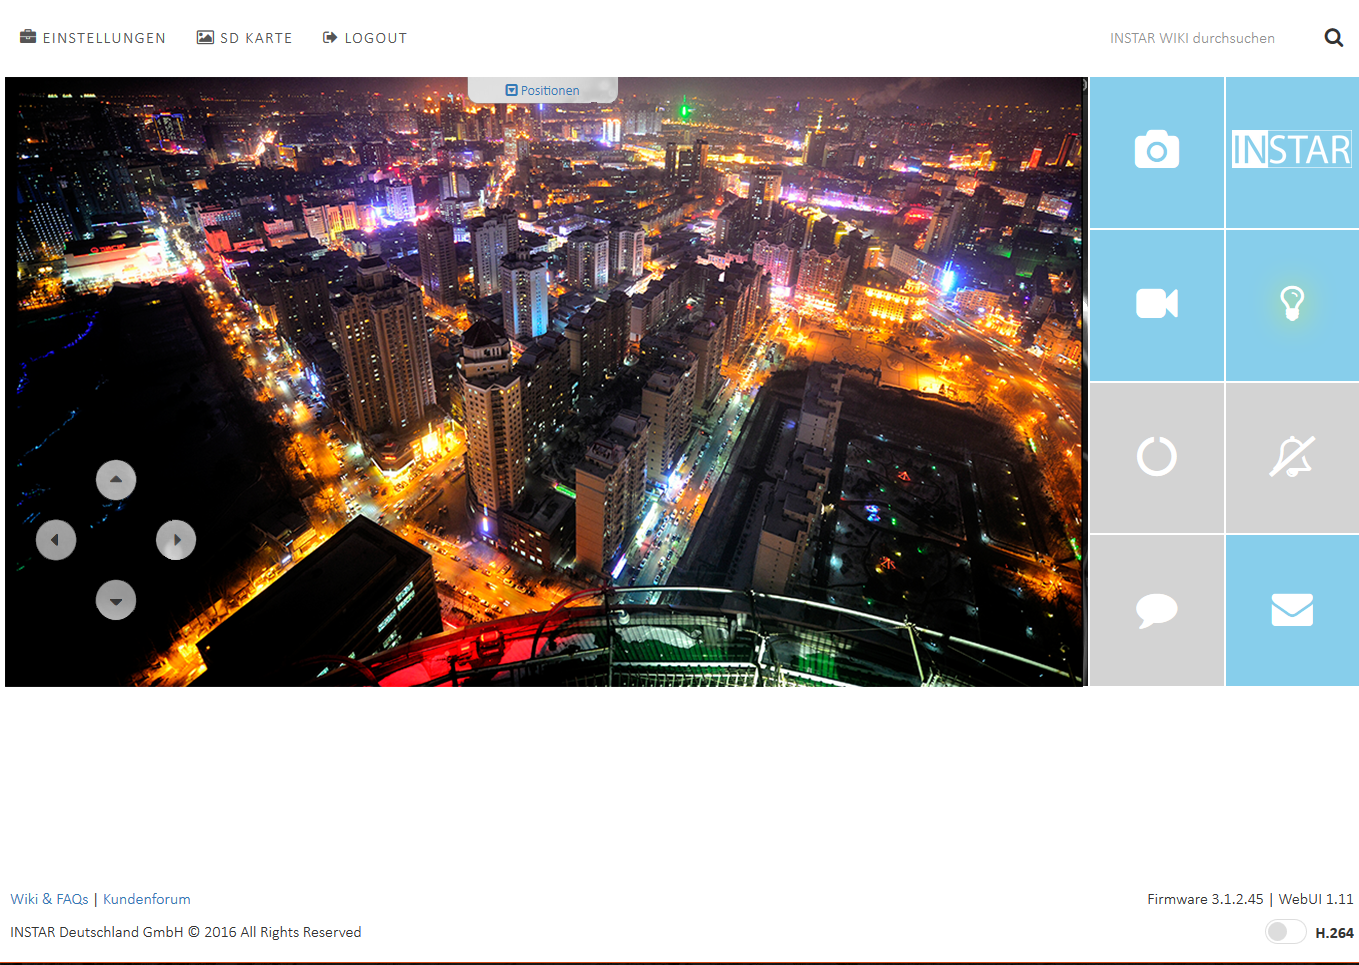 EINSTELLUNGEN SD KARTE LOGOUT INSTAR WIKI durchsuchen
Positionen
INSTAR
Wiki & FAQs | Kundenforum
Firmware 3.1.2.45 | WebUI 1.11
INSTAR Deutschland GmbH © 2016 All Rights Reserved
H.264